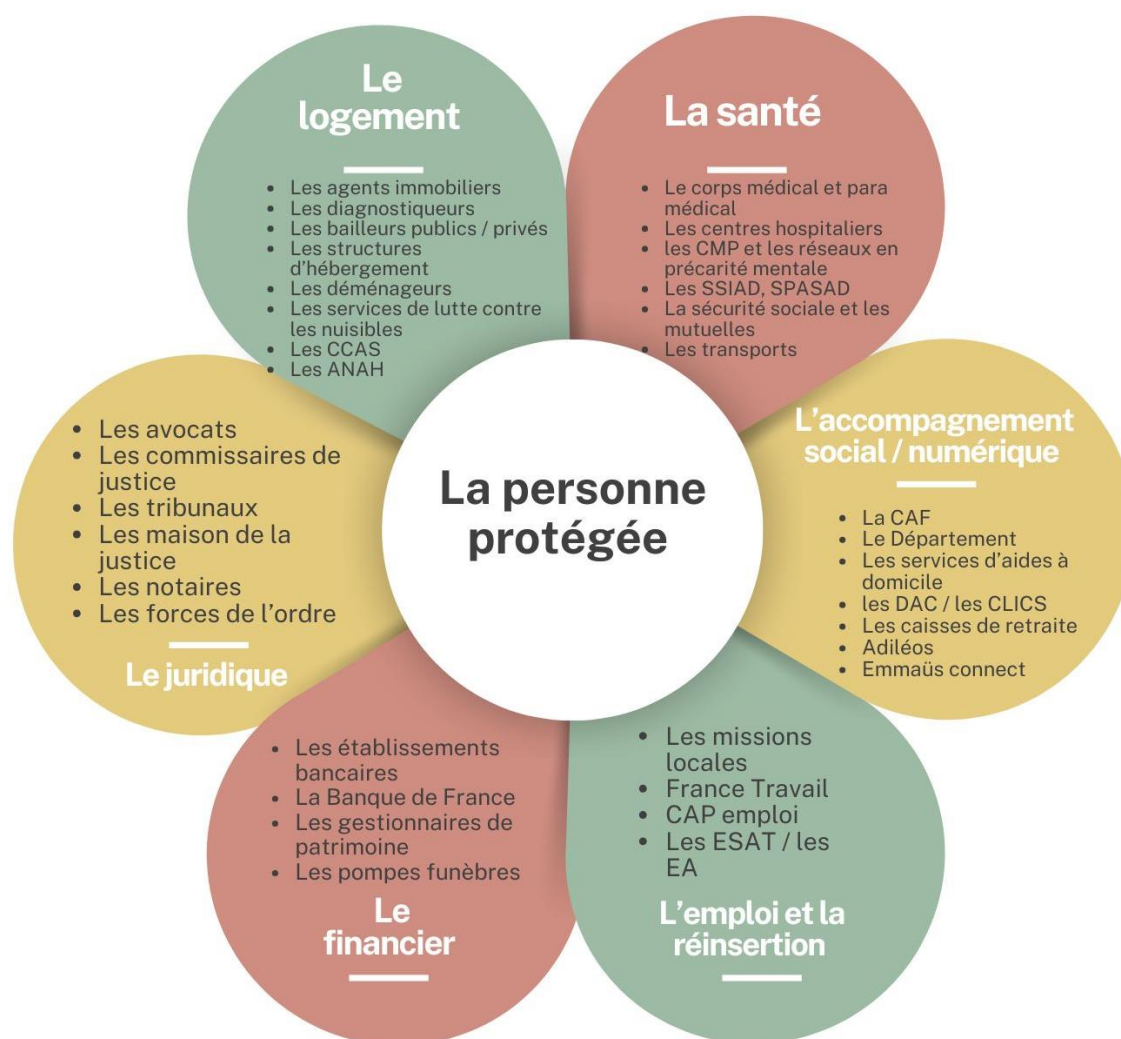 Le
logement
• Les agents immobiliers
• Les diagnostiqueurs
• Les bailleurs publics / privés
• Les structures
d'hébergement
• Les déménageurs
• Les services de lutte contre
les nuisibles
• Les CCAS
• Les ANAH
La santé
• Le corps médical et para
médical
• Les centres hospitaliers
• les CMP et les réseaux en
précarité mentale
• Les SSIAD, SPASAD
• La sécurité sociale et les
mutuelles
• Les transports
• Les avocats
• Les commissaires de
justice
• Les tribunaux
• Les maison de la
justice
• Les notaires
• Les forces de l'ordre
Le juridique
La personne
protégée
L'accompagnement
social / numérique
• La CAF
• Le Département
• Les services d'aides à
domicile
• les DAC / les CLICS
• Les caisses de retraite
• Adiléos
• Emmaüs connect
• Les établissements
bancaires
• La Banque de France
• Les gestionnaires de
patrimoine
• Les pompes funèbres
Le
financier
• Les missions
locales
• France Travail
• CAP emploi
• Les ESAT / les
EA
L'emploi et la
réinsertion